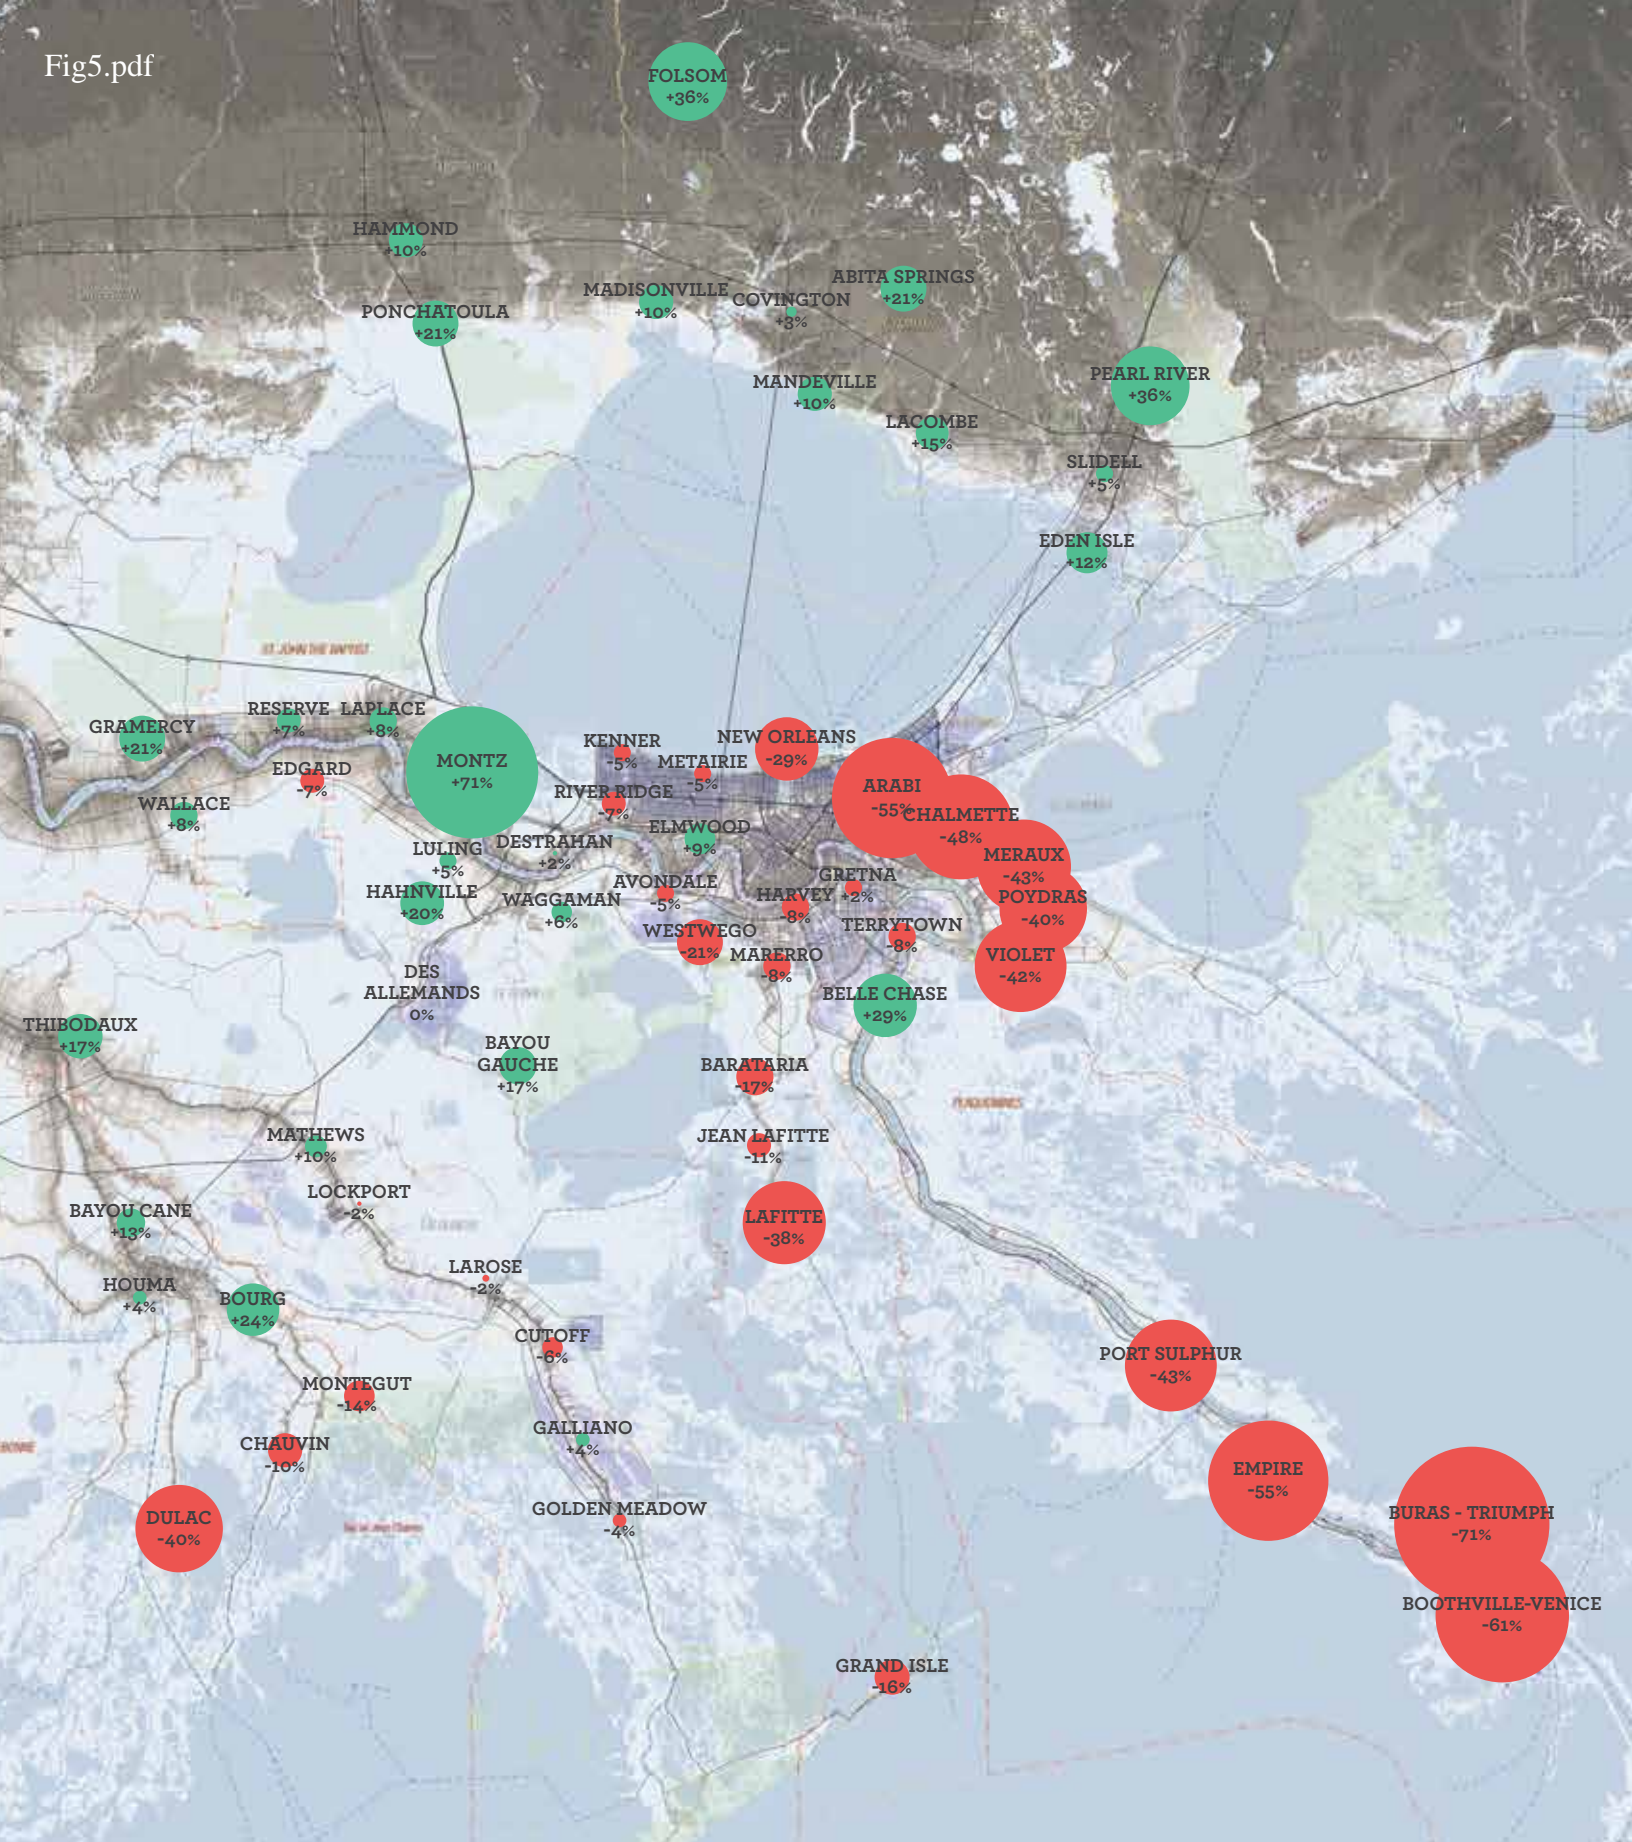 Fig5.pdf
FOLSOM
+36%
HAMMOND
+10%
PONCHATOULA
+21%
MADISONVILLE
+10%
COVINGTON
+3%
ABITA SPRINGS
+21%
MANDEVILLE
+10%
PEARL RIVER
+36%
LACOMBE
+15%
SLIDELL
+5%
EDEN ISLE
+12%
ST. JOHN THE BAPTIST
GRAMERCY
+21%
RESERVE
+7%
LAPLACE
+8%
EDGARD
-7%
WALLACE
+8%
MONTZ
+71%
KENNER
-5%
METAIRIE
-5%
NEW ORLEANS
-29%
RIVER RIDGE
-7%
ARABI
-55%
CHALMETTE
-48%
ELMWOOD
+9%
DESTRAHAN
+2%
LULING
+5%
MERAUX
-43%
HAHNVILLE
+20%
WAGGAMAN
+6%
AVONDALE
-5%
HARVEY
-8%
GRETNA
+2%
POYDRAS
-40%
WESTWEGO
-21%
TERRYTOWN
-8%
MARERRO
-8%
VIOLET
-42%
DES
ALLEMANDS
0%
BELLE CHASE
+29%
THIBODAUX
+17%
BAYOU
GAUCHE
+17%
BARATARIA
-17%
PLAQUEMINES
MATHEWS
+10%
JEAN LAFITTE
-11%
LOCKPORT
-2%
BAYOU CANE
+13%
LAFITTE
-38%
LAROSE
-2%
HOUMA
+4%
BOURG
+24%
CUTOFF
-6%
PORT SULPHUR
-43%
MONTEGUT
-14%
GALLIANO
+4%
CHAUVIN
-10%
EMPIRE
-55%
GOLDEN MEADOW
-4%
DULAC
-40%
BURAS - TRIUMPH
-71%
BOOTHVILLE-VENICE
-61%
GRAND ISLE
-16%